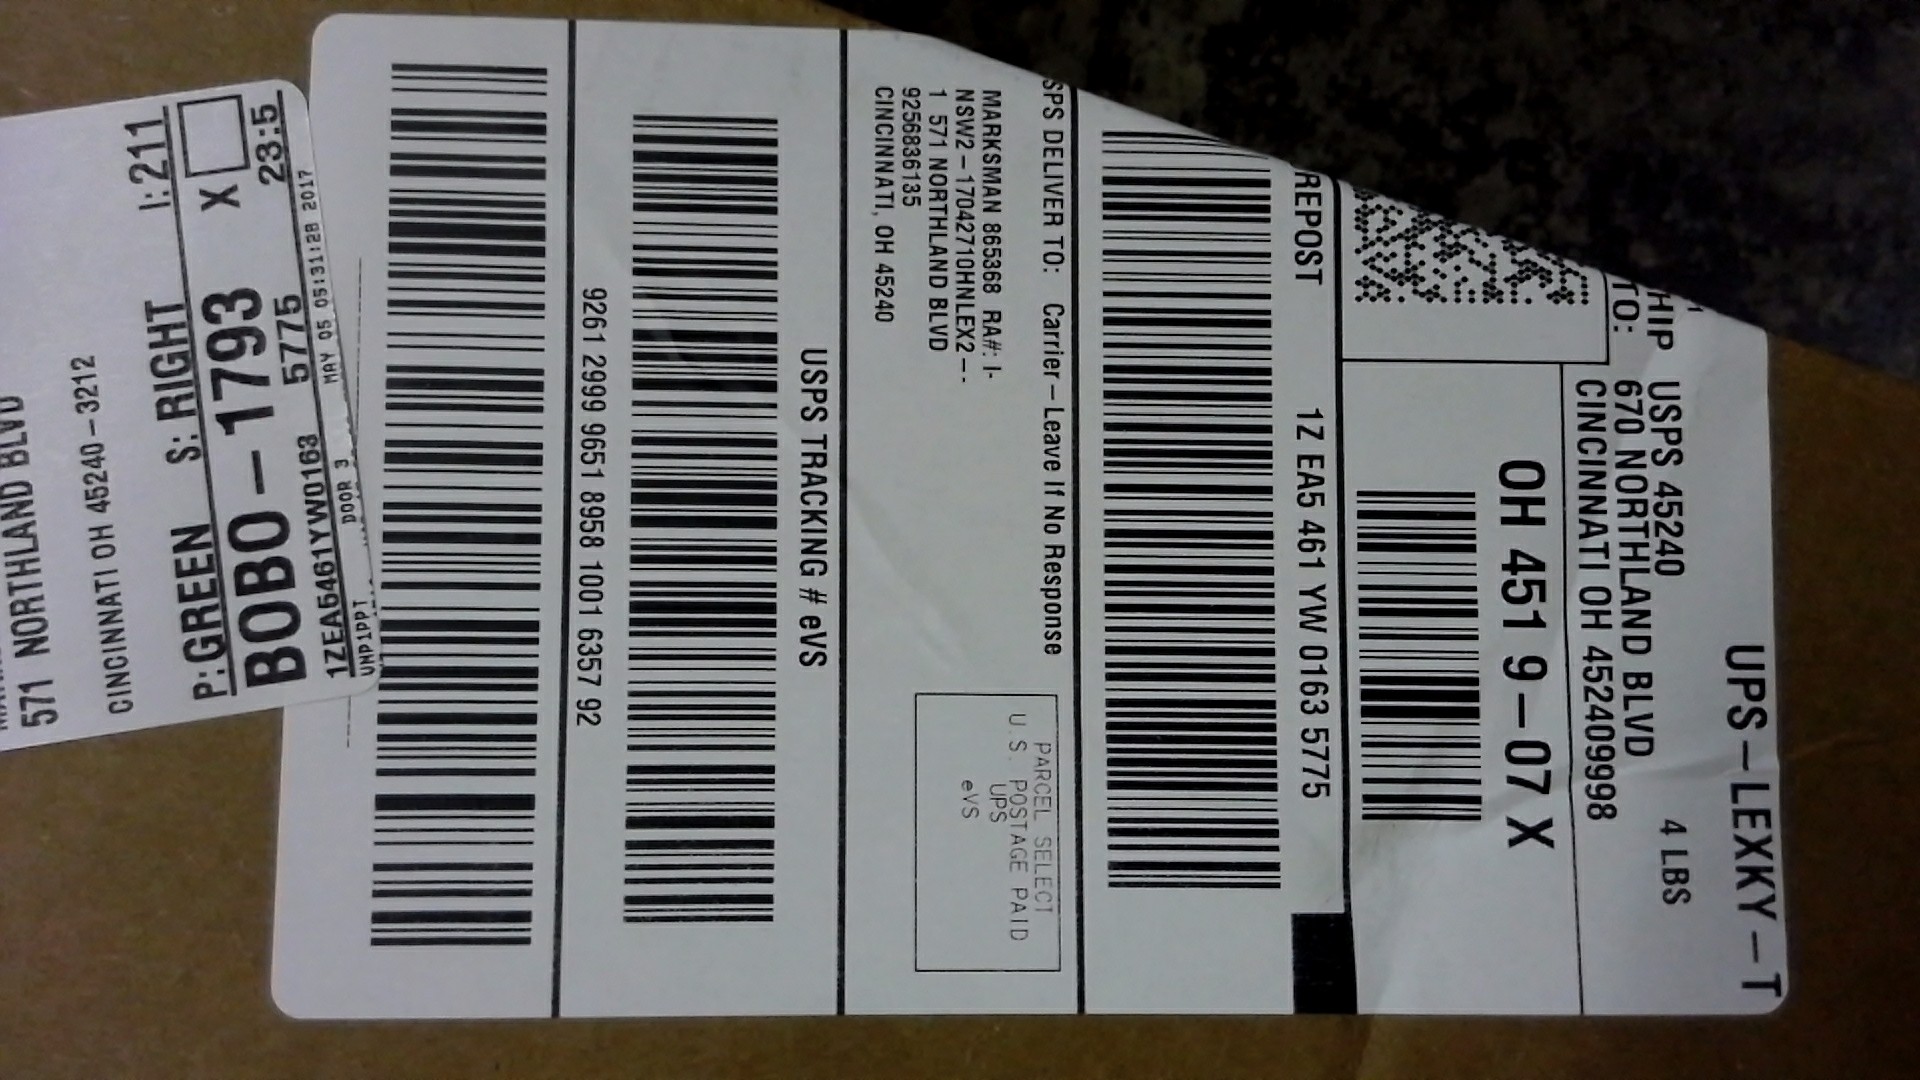 UPS-LEXKY-T
4 LBS
HIP
TO:
USPS 45240
670 NORTHLAND BLVD
CINCINNATI OH 452409998
OH 451 9-07 X
REPOST 1Z EA5 461 YW 0163 5775
SPS DELIVER TO: Carrier - Leave If No Response
MARKSMAN 865368 RA#: I-
NSW2-17042710HNLEX2--
1 571 NORTHLAND BLVD
9256836135
CINCINNATI, OH 45240
PARCEL SELECT
U.S. POSTAGE PAID
UPS
eVS
USPS TRACKING # eVS
9261 2999 9651 8958 1001 6357 92
571 NORTHLAND BLVD
CINCINNATI OH 45240-3212
P: GREEN S: RIGHT I:211
BOBO-1793 X
1ZEA5461YW0163 5775 23:5
DOOR 3 MAY 05 05:31:28 2017